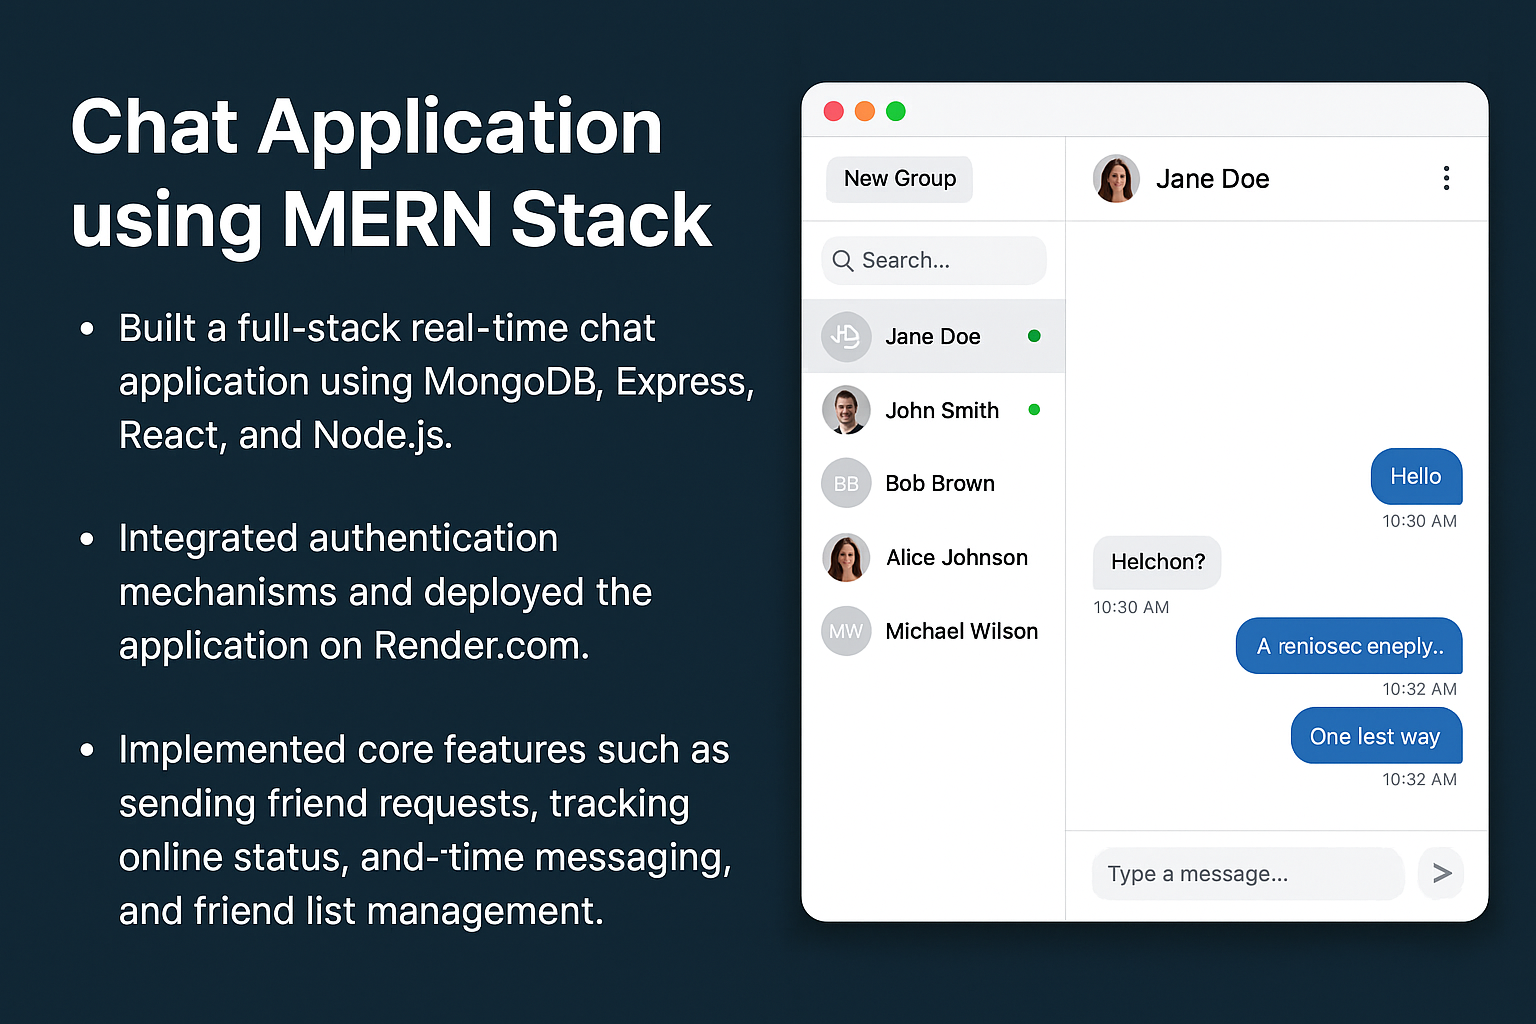 Chat Application
using MERN Stack
• Built a full-stack real-time chat
application using MongoDB, Express,
React, and Node.js.
• Integrated authentication
mechanisms and deployed the
application on Render.com.
• Implemented core features such as
sending friend requests, tracking
online status, and-time messaging,
and friend list management.
New Group
Search...
Jane Doe
John Smith
BB Bob Brown
Alice Johnson
MW Michael Wilson
Jane Doe
Hello
10:30 AM
Helchon?
10:30 AM
A reniosec eneply..
10:32 AM
One lest way
10:32 AM
Type a message...